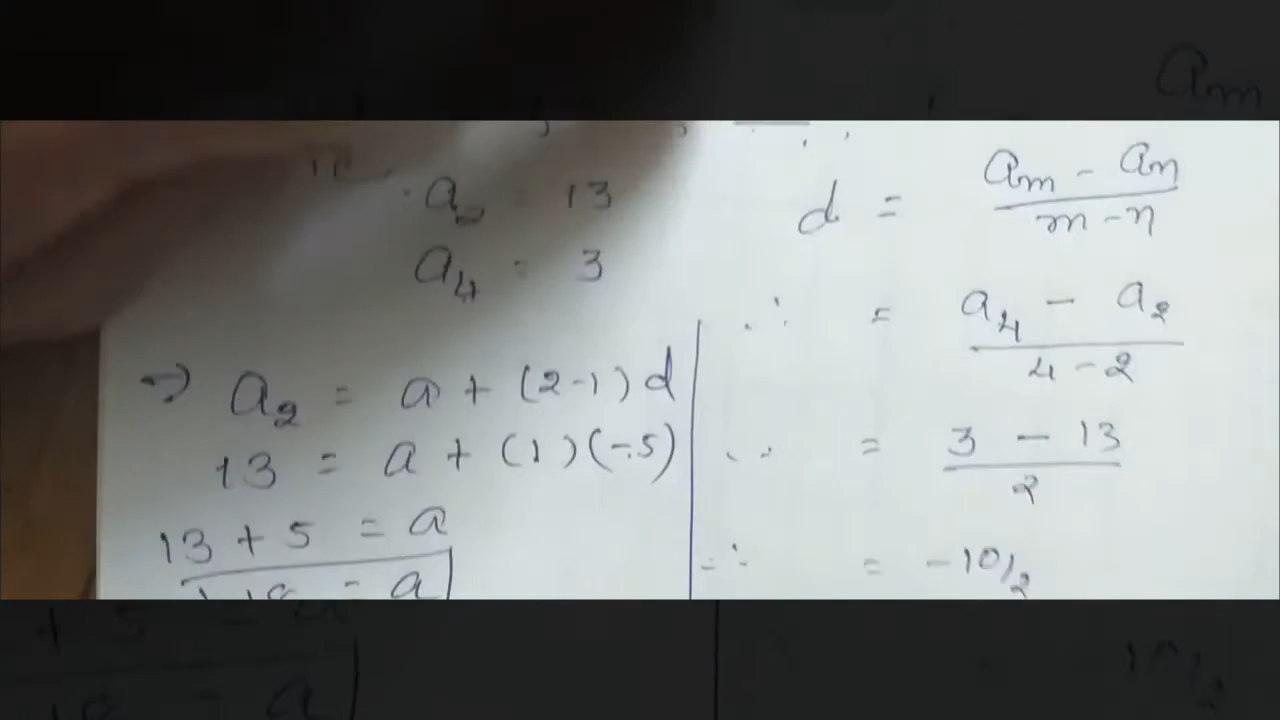 a₂ = 13
a₄ = 3
⇒ a₂ = a + (2-1) d
13 = a + (1) (-5)
13 + 5 = a
18 = a
d = (aₘ - aₙ)/(m - n)
∴ = (a₄ - a₂)/(4 - 2)
∴ = (3 - 13)/2
∴ = -10/2